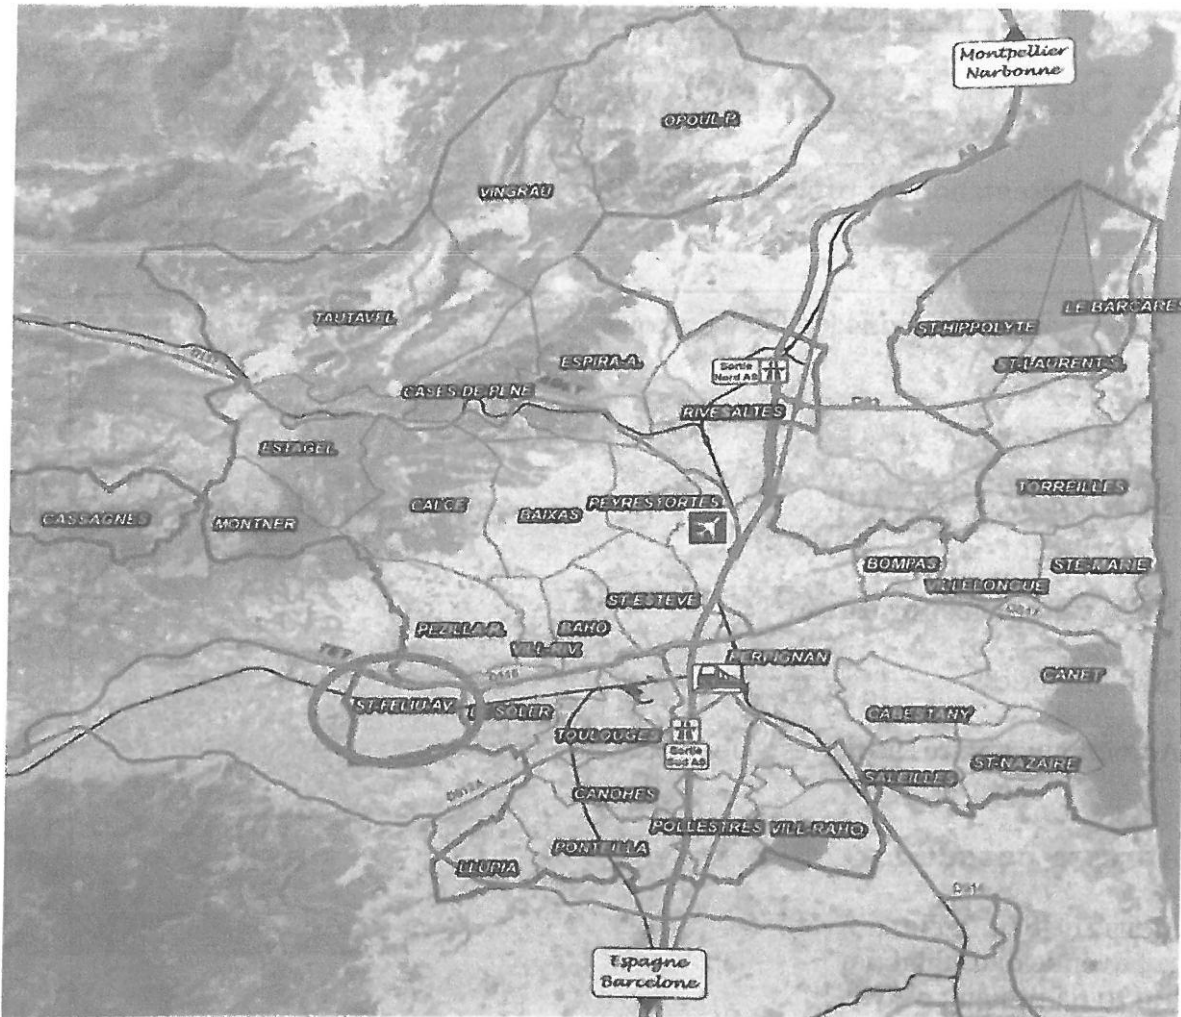 Montpellier
Narbonne
OPOUL P.
VINGRAU
A9
TAUTAVEL
LE BARCARES
ST-HIPPOLYTE
ESPIRA-A.
ST-LAURENT-S.
Sortie
Nord A9
CASES DE PENE
RIVESALTES
ESTAGEL
TORREILLES
CALCE
BAIXAS
PEYRESTORTES
CASSAGNES
MONTNER
BOMPAS
STE-MARIE
VILLELONGUE
ST-ESTEVE
D617
PEZILLA-R.
BAHO
VILL-RIV.
PERPIGNAN
CANET
ST-FELIU-AV.
LE SOLER
CABESTANY
TOULOUGES
Sortie
Sud A9
ST-NAZAIRE
SALEILLES
D612A
CANOHES
POLLESTRES
VILL-RAHO
PONTEILLA
LLUPIA
Espagne
Barcelone